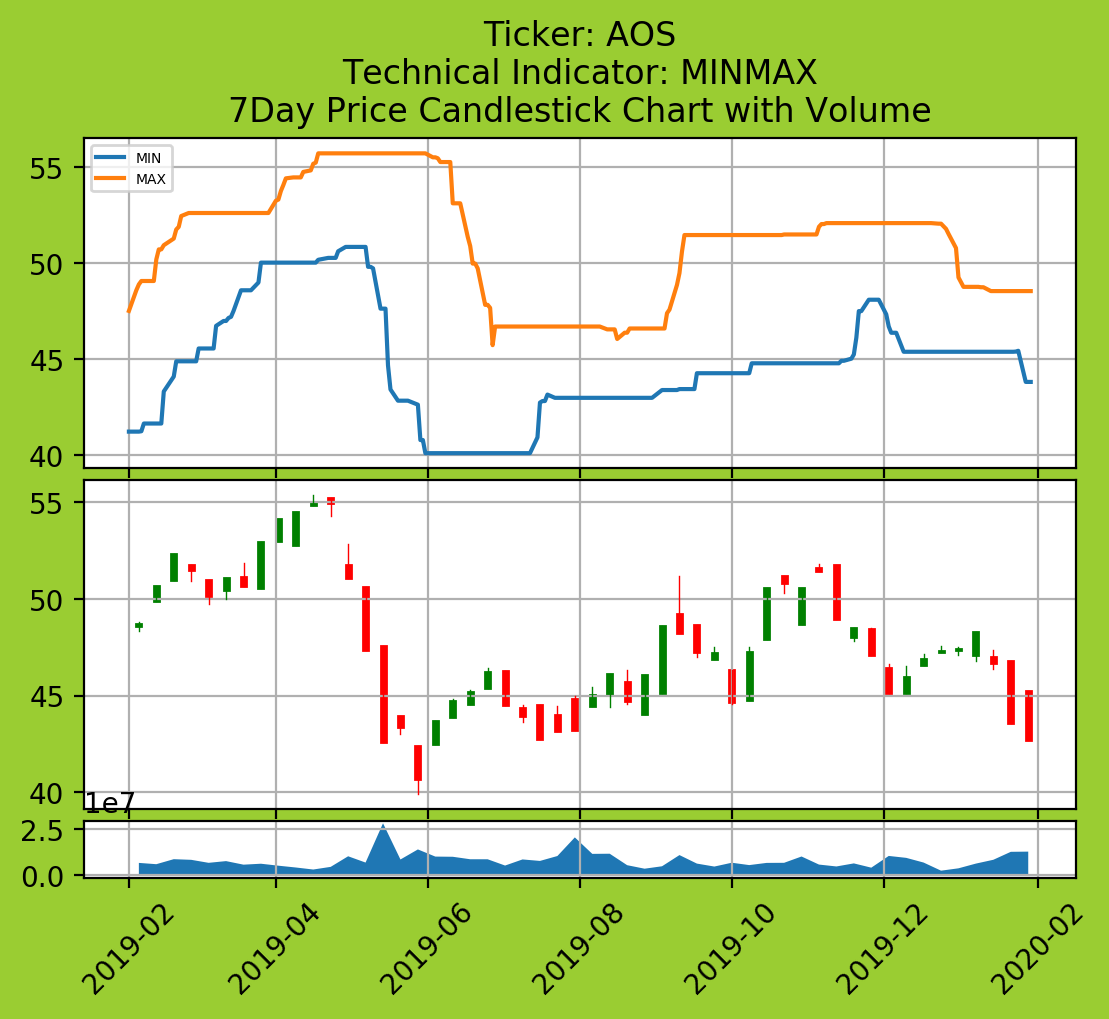 Ticker: AOS
Technical Indicator: MINMAX
7Day Price Candlestick Chart with Volume
MIN
MAX
55
50
45
40
55
50
45
40
1e7
2.5
0.0
2019-02
2019-04
2019-06
2019-08
2019-10
2019-12
2020-02